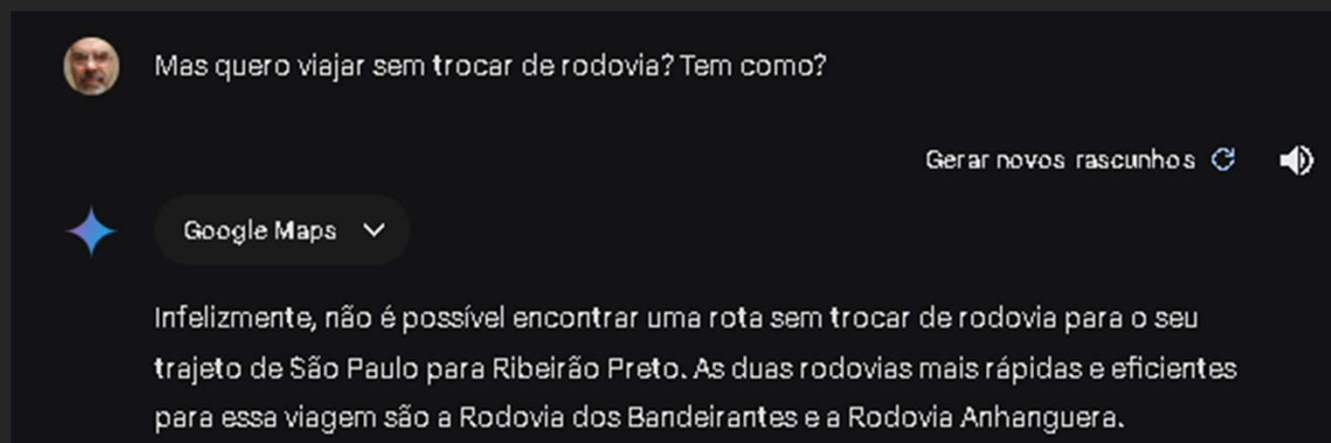 Mas quero viajar sem trocar de rodovia? Tem como?
Gerar novos rascunhos
Google Maps
Infelizmente, não é possível encontrar uma rota sem trocar de rodovia para o seu
trajeto de São Paulo para Ribeirão Preto. As duas rodovias mais rápidas e eficientes
para essa viagem são a Rodovia dos Bandeirantes e a Rodovia Anhanguera.